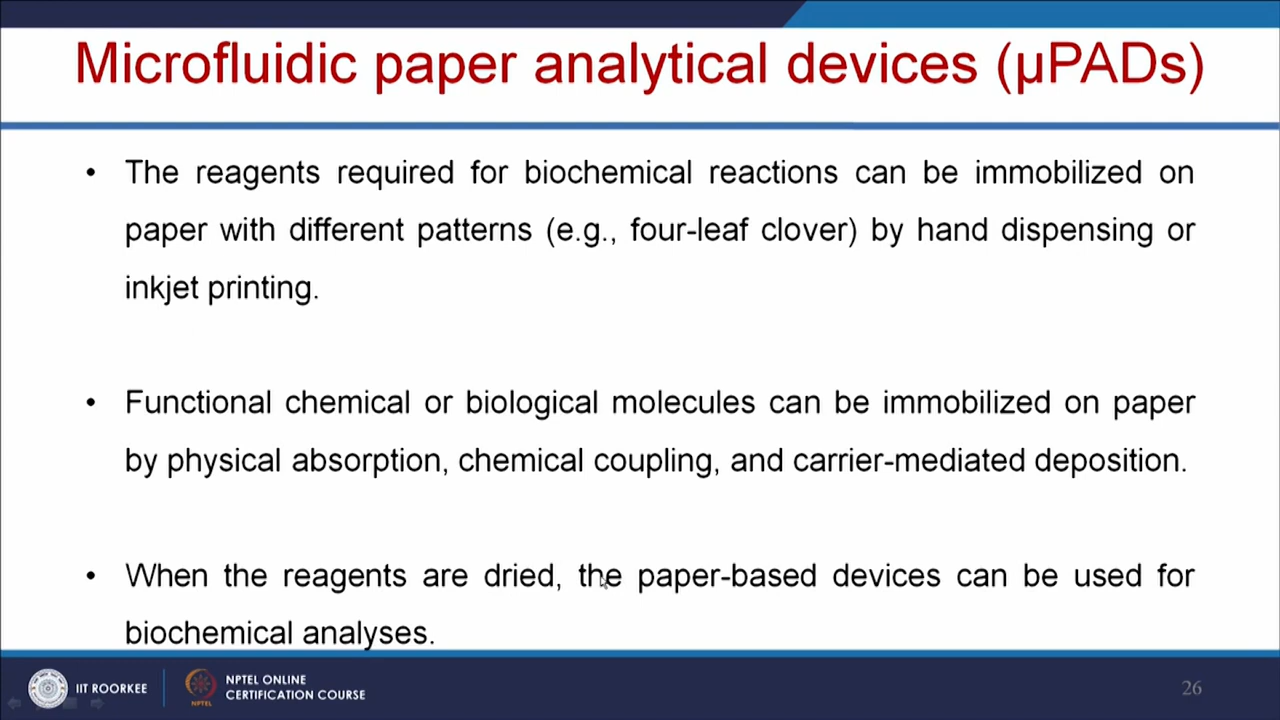 Microfluidic paper analytical devices (µPADs)
• The reagents required for biochemical reactions can be immobilized on
paper with different patterns (e.g., four-leaf clover) by hand dispensing or
inkjet printing.
• Functional chemical or biological molecules can be immobilized on paper
by physical absorption, chemical coupling, and carrier-mediated deposition.
• When the reagents are dried, the paper-based devices can be used for
biochemical analyses.
IIT ROORKEE
NPTEL
NPTEL ONLINE
CERTIFICATION COURSE
26